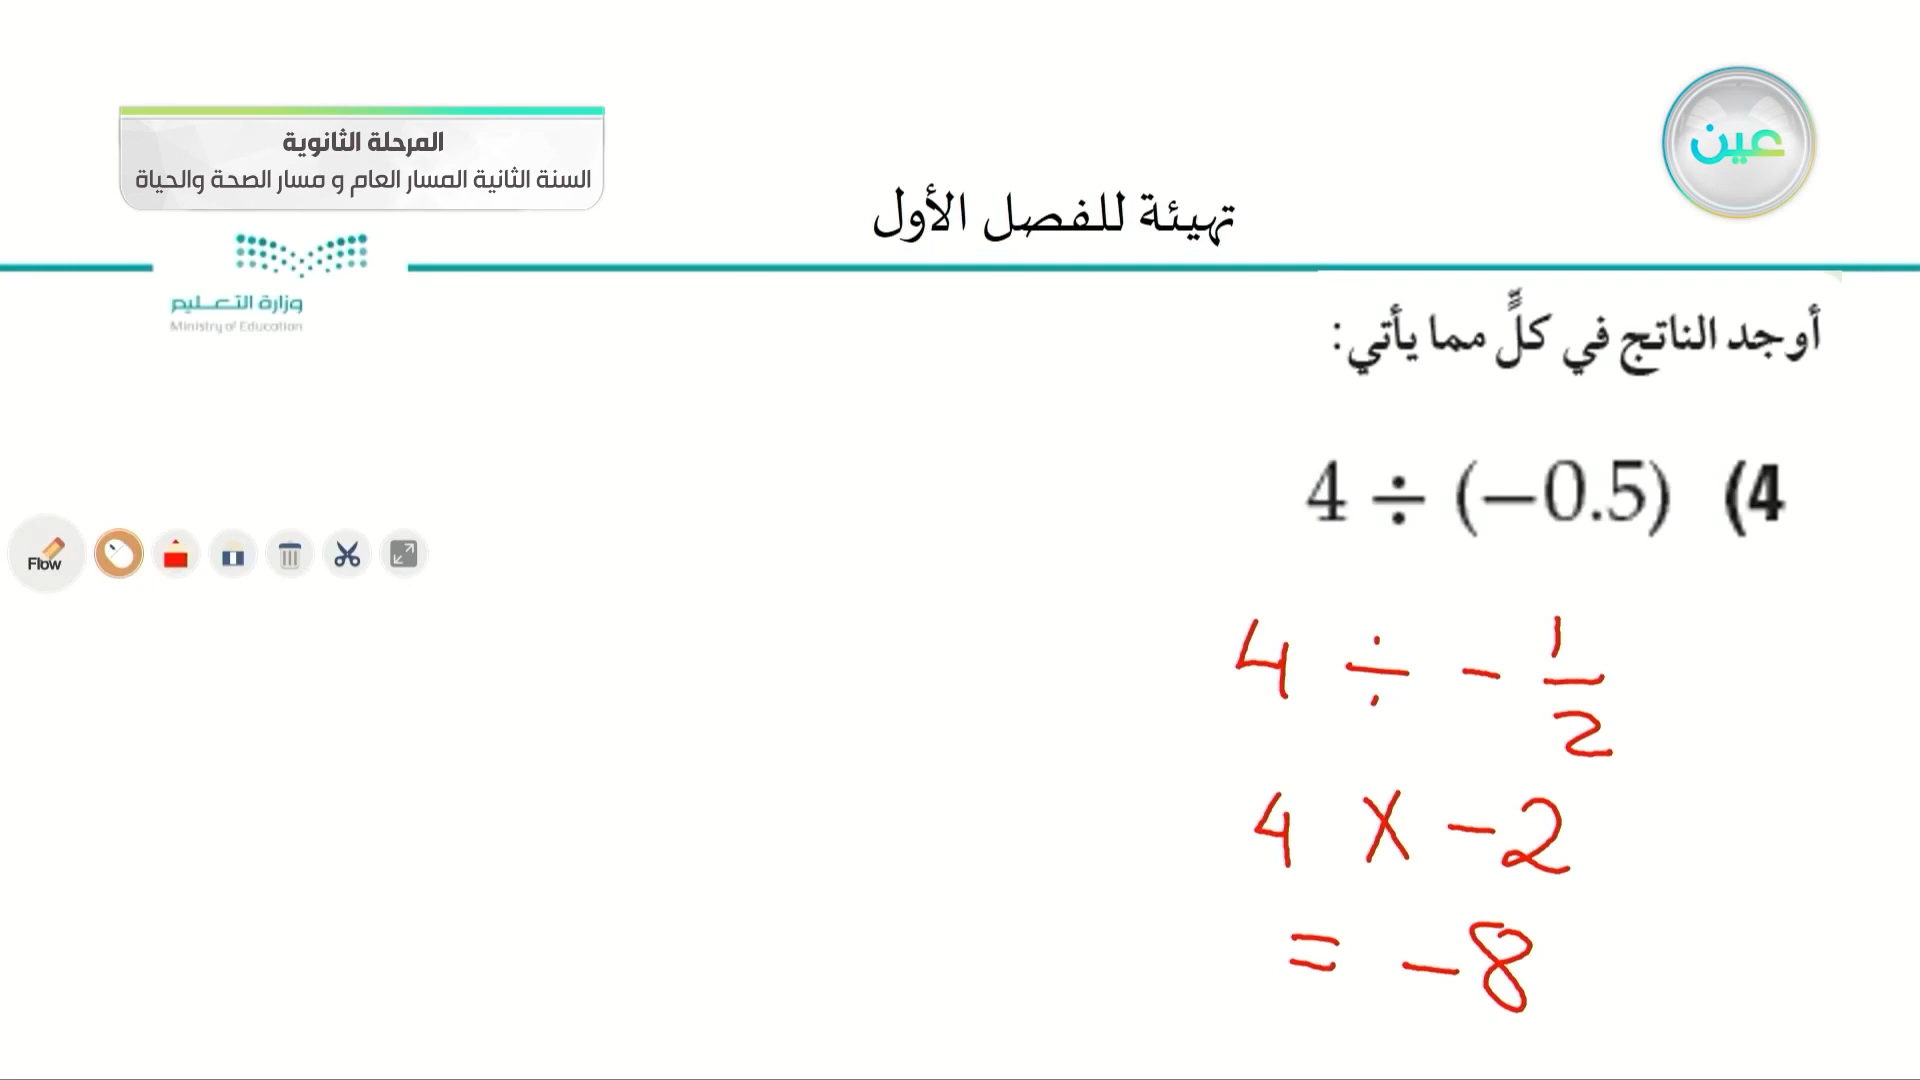 عين
المرحلة الثانوية
السنة الثانية المسار العام و مسار الصحة والحياة
تهيئة للفصل الأول
وزارة التعليم
Ministry of Education
أوجد الناتج في كلٍّ مما يأتي:
4) 4 ÷ (−0.5)
Flow
4 ÷ - 1/2
4 × -2
= -8